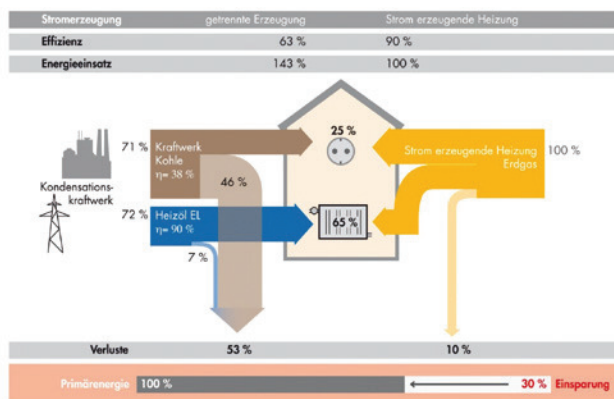 Stromerzeugung getrennte Erzeugung Strom erzeugende Heizung
Effizienz 63 % 90 %
Energieeinsatz 143 % 100 %
25 %
71 % Kraftwerk
Kohle
η= 38 %
Strom erzeugende Heizung
Erdgas
100 %
46 %
Kondensations-
kraftwerk
72 % Heizöl EL
η= 90 %
65 %
7 %
Verluste 53 % 10 %
Primärenergie 100 % 30 % Einsparung